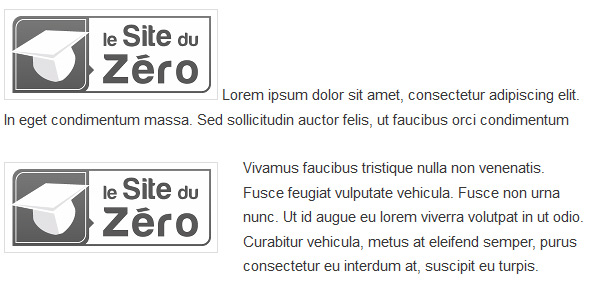 le Site du
Zéro
Lorem ipsum dolor sit amet, consectetur adipiscing elit.
In eget condimentum massa. Sed sollicitudin auctor felis, ut faucibus orci condimentum
le Site du
Zéro
Vivamus faucibus tristique nulla non venenatis.
Fusce feugiat vulputate vehicula. Fusce non urna
nunc. Ut id augue eu lorem viverra volutpat in ut odio.
Curabitur vehicula, metus at eleifend semper, purus
consectetur eu interdum at, suscipit eu turpis.